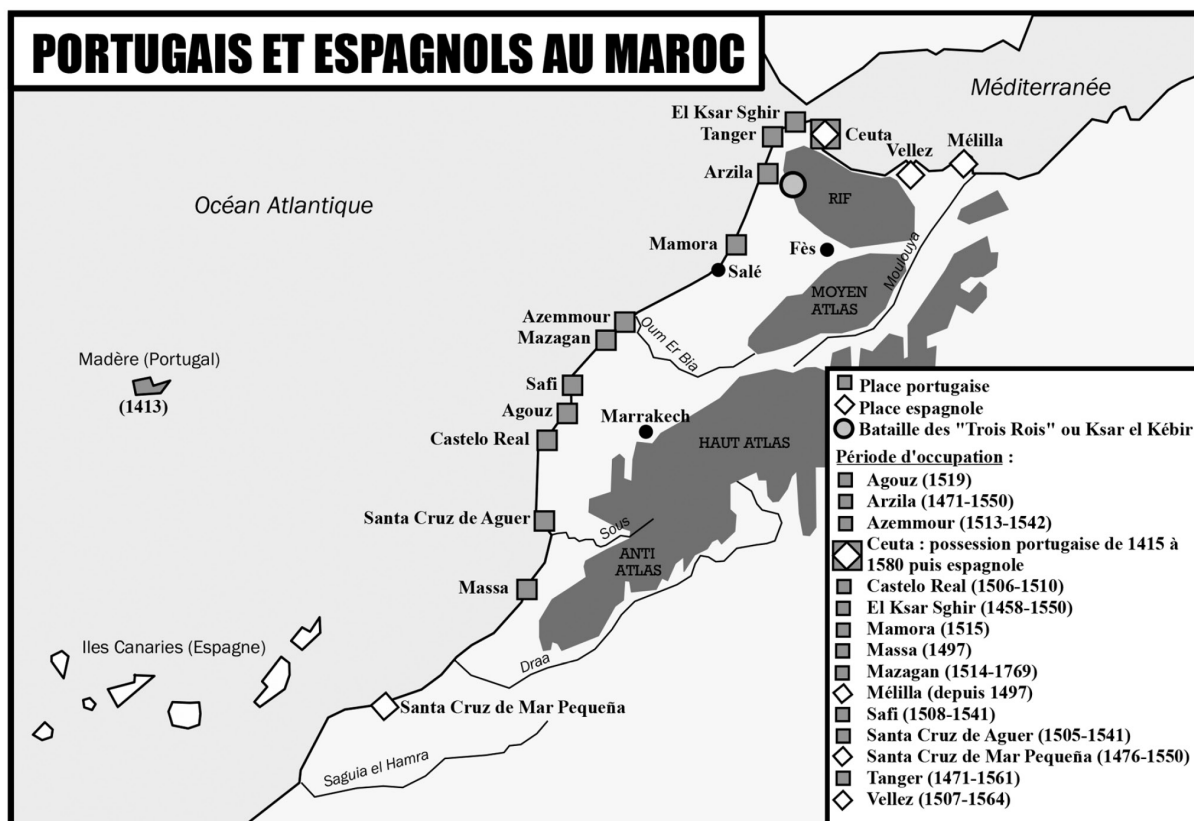 PORTUGAIS ET ESPAGNOLS AU MAROC
Méditerranée
El Ksar Sghir
Tanger
Ceuta
Vellez
Mélilla
Arzila
RIF
Océan Atlantique
Mamora
Fès
Salé
Moulouya
MOYEN
ATLAS
Azemmour
Mazagan
Oum Er Bia
Madère (Portugal)
(1413)
Safi
Agouz
Marrakech
Castelo Real
HAUT ATLAS
Santa Cruz de Aguer
Sous
ANTI
ATLAS
Massa
Iles Canaries (Espagne)
Draa
Santa Cruz de Mar Pequeña
Saguia el Hamra
Place portugaise
Place espagnole
Bataille des "Trois Rois" ou Ksar el Kébir
Période d'occupation :
Agouz (1519)
Arzila (1471-1550)
Azemmour (1513-1542)
Ceuta : possession portugaise de 1415 à
1580 puis espagnole
Castelo Real (1506-1510)
El Ksar Sghir (1458-1550)
Mamora (1515)
Massa (1497)
Mazagan (1514-1769)
Mélilla (depuis 1497)
Safi (1508-1541)
Santa Cruz de Aguer (1505-1541)
Santa Cruz de Mar Pequeña (1476-1550)
Tanger (1471-1561)
Vellez (1507-1564)